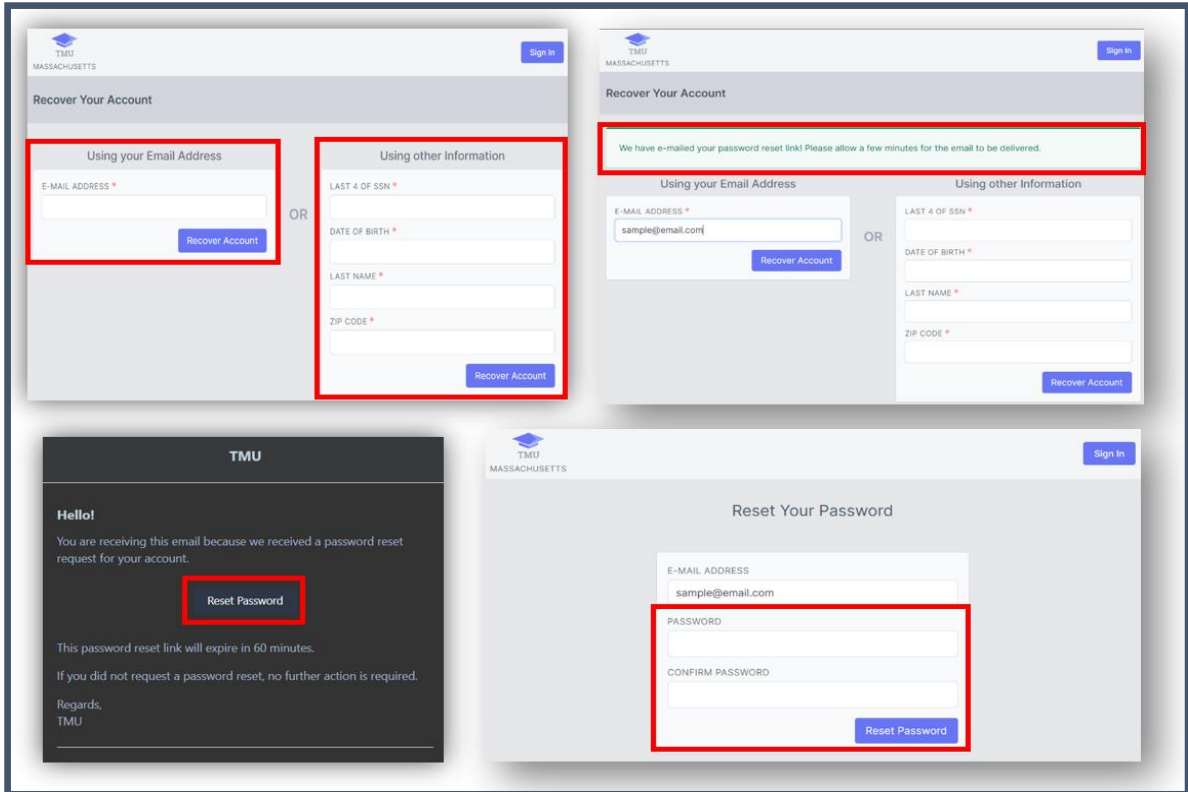 TMU
MASSACHUSETTS
Sign In
Recover Your Account
Using your Email Address
E-MAIL ADDRESS *
Recover Account
OR
Using other Information
LAST 4 OF SSN *
DATE OF BIRTH *
LAST NAME *
ZIP CODE *
Recover Account
TMU
MASSACHUSETTS
Sign In
Recover Your Account
We have e-mailed your password reset link! Please allow a few minutes for the email to be delivered.
Using your Email Address
E-MAIL ADDRESS *
sample@email.com
Recover Account
OR
Using other Information
LAST 4 OF SSN *
DATE OF BIRTH *
LAST NAME *
ZIP CODE *
Recover Account
TMU
Hello!
You are receiving this email because we received a password reset
request for your account.
Reset Password
This password reset link will expire in 60 minutes.
If you did not request a password reset, no further action is required.
Regards,
TMU
TMU
MASSACHUSETTS
Sign In
Reset Your Password
E-MAIL ADDRESS
sample@email.com
PASSWORD
CONFIRM PASSWORD
Reset Password